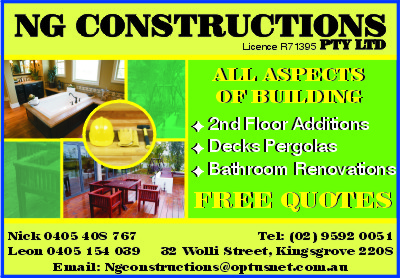 NG CONSTRUCTIONS
Licence R71395 PTY LTD
ALL ASPECTS
OF BUILDING
2nd Floor Additions
Decks Pergolas
Bathroom Renovations
FREE QUOTES
Nick 0405 408 767 Tel: (02) 9592 0051
Leon 0405 154 039 32 Wolli Street, Kingsgrove 2208
Email: Ngconstructions@optusnet.com.au